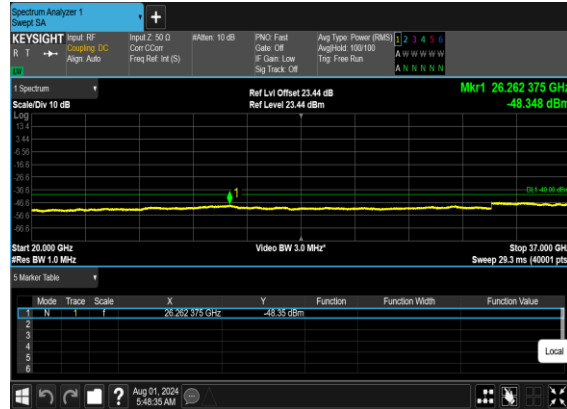 Spectrum Analyzer 1
Swept SA
+
KEYSIGHT Input: RF Input Z: 50 Ω #Atten: 10 dB PNO: Fast Avg Type: Power (RMS) 1 2 3 4 5 6
R T Coupling: DC Corr CCorr Gate: Off Avg|Hold: 100/100 A W W W W W
Align: Auto Freq Ref: Int (S) IF Gain: Low Trig: Free Run
Sig Track: Off A N N N N N
1 Spectrum Ref Lvl Offset 23.44 dB Mkr1 26.262 375 GHz
Scale/Div 10 dB Ref Level 23.44 dBm -48.348 dBm
Log
13.4
3.44
-6.56
-16.6
-26.6
-36.6 DL1 -40.00 dBm
1
-46.6
-56.6
-66.6
Start 20.000 GHz Video BW 3.0 MHz* Stop 37.000 GHz
#Res BW 1.0 MHz Sweep 29.3 ms (40001 pts)
5 Marker Table
Mode Trace Scale X Y Function Function Width Function Value
1 N 1 f 26.262 375 GHz -48.35 dBm
2
3
4
5
6
Local
? Aug 01, 2024
5:48:35 AM